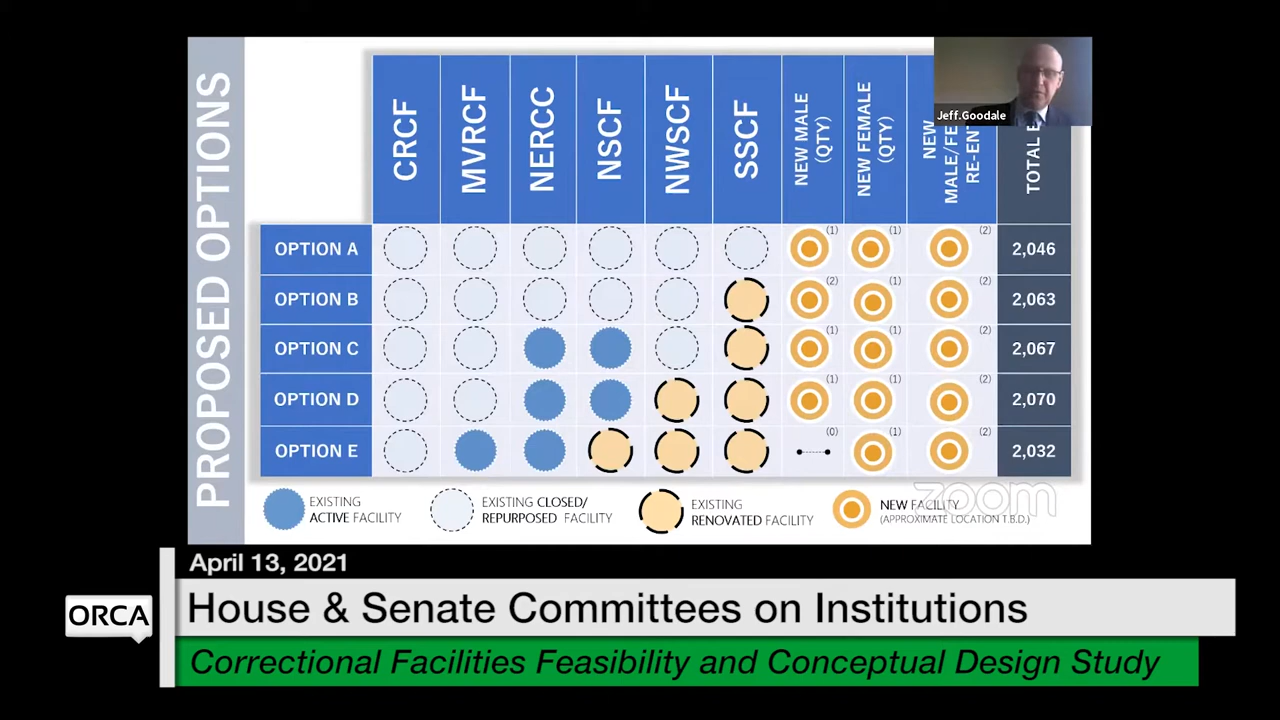 PROPOSED OPTIONS
CRCF
MVRCF
NERCC
NSCF
NWSCF
SSCF
NEW MALE
(QTY)
NEW FEMALE
(QTY)
NEW
RE-EN
TOTAL
Jeff.Goodale
OPTION A (1) (1) (2) 2,046
OPTION B (2) (1) (2) 2,063
OPTION C (1) (1) (2) 2,067
OPTION D (1) (1) (2) 2,070
OPTION E (0) (1) (2) 2,032
EXISTING
ACTIVE FACILITY
EXISTING CLOSED/
REPURPOSED FACILITY
EXISTING
RENOVATED FACILITY
NEW FACILITY
(APPROXIMATE LOCATION T.B.D.)
zoom
April 13, 2021
ORCA
House & Senate Committees on Institutions
Correctional Facilities Feasibility and Conceptual Design Study